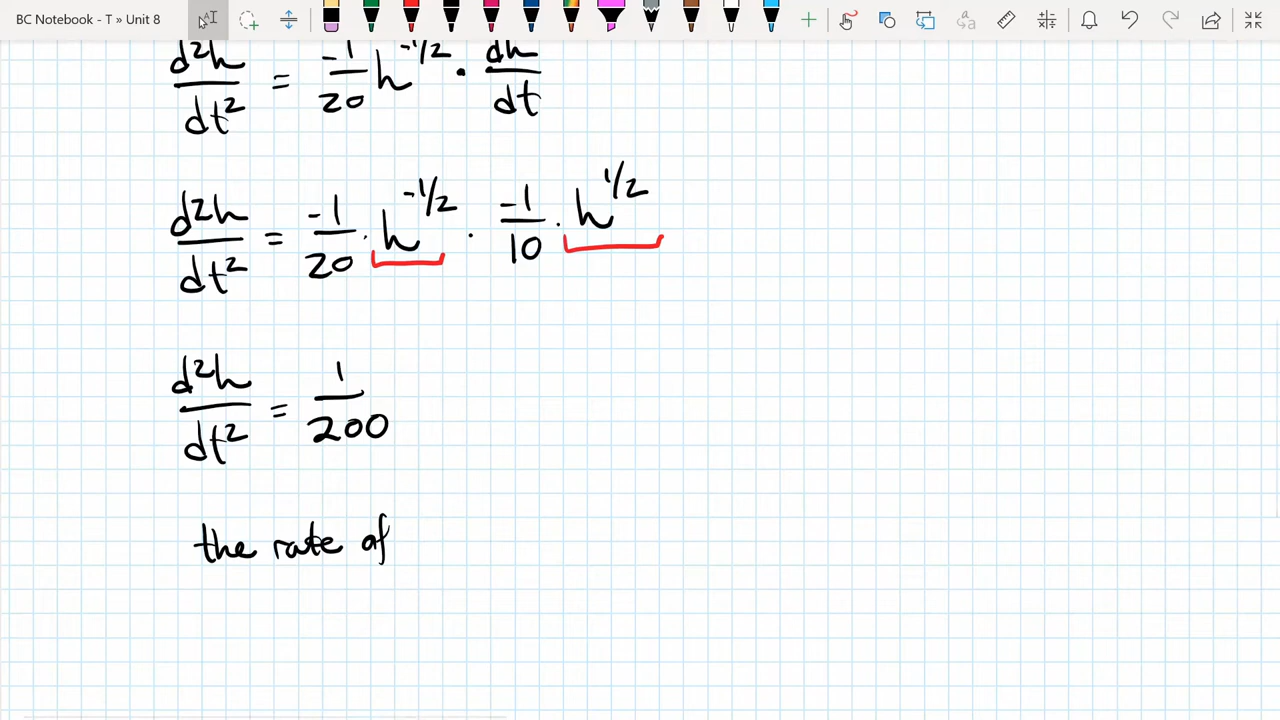 BC Notebook - T » Unit 8
d²h/dt² = -1/20 h^-1/2 · dh/dt
d²h/dt² = -1/20 · h^-1/2 · -1/10 · h^1/2
d²h/dt² = 1/200
the rate of